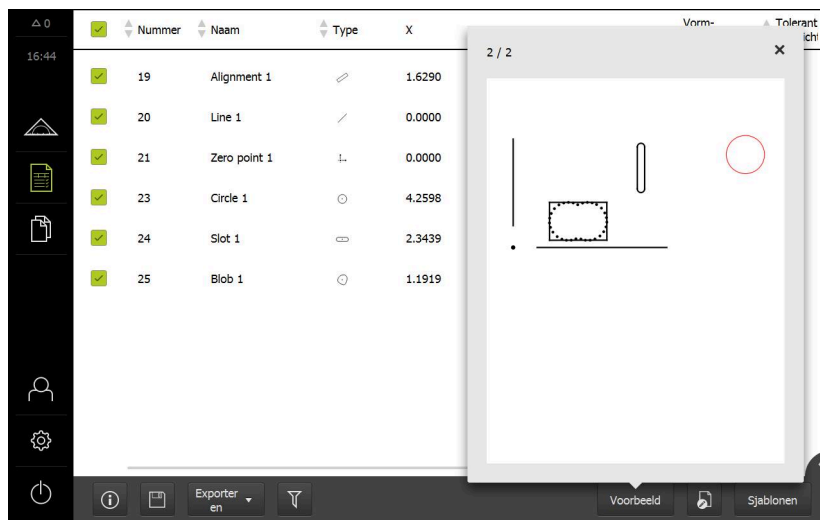 △ 0
16:44
Nummer Naam Type X Vorm- Tolerant
19 Alignment 1 1.6290
20 Line 1 0.0000
21 Zero point 1 0.0000
23 Circle 1 4.2598
24 Slot 1 2.3439
25 Blob 1 1.1919
2 / 2
Exporter
en
Voorbeeld
Sjablonen